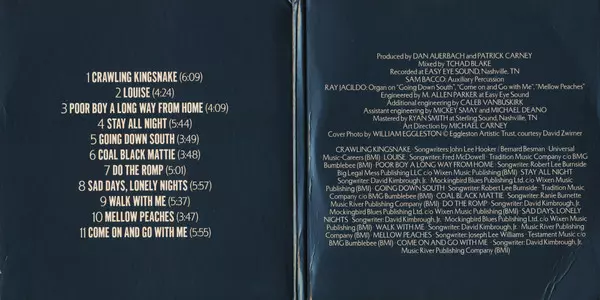 1 CRAWLING KINGSNAKE (6:09)
2 LOUISE (4:24)
3 POOR BOY A LONG WAY FROM HOME (4:09)
4 STAY ALL NIGHT (5:44)
5 GOING DOWN SOUTH (3:49)
6 COAL BLACK MATTIE (3:48)
7 DO THE ROMP (5:01)
8 SAD DAYS, LONELY NIGHTS (5:57)
9 WALK WITH ME (5:37)
10 MELLOW PEACHES (3:47)
11 COME ON AND GO WITH ME (5:55)
Produced by DAN AUERBACH and PATRICK CARNEY
Mixed by TCHAD BLAKE
Recorded at EASY EYE SOUND, Nashville, TN
SAM BACCO: Auxiliary Percussion
RAY JACILDO: Organ on "Going Down South", "Come on and Go with Me", "Mellow Peaches"
Engineered by M. ALLEN PARKER at Easy Eye Sound
Additional engineering by CALEB VANBUSKIRK
Assistant engineering by MICKEY SMAY and MICHAEL DEANO
Mastered by RYAN SMITH at Sterling Sound, Nashville, TN
Art Direction by MICHAEL CARNEY
Cover Photo by WILLIAM EGGLESTON © Eggleston Artistic Trust, courtesy David Zwirner
CRAWLING KINGSNAKE · Songwriters: John Lee Hooker / Bernard Besman · Universal
Music-Careers (BMI) · LOUISE · Songwriter: Fred McDowell · Tradition Music Company c/o BMG
Bumblebee (BMI) · POOR BOY A LONG WAY FROM HOME · Songwriter: Robert Lee Burnside
Big Legal Mess Publishing LLC c/o Wixen Music Publishing (BMI) · STAY ALL NIGHT
Songwriter: David Kimbrough, Jr. · Mockingbird Blues Publishing Ltd. c/o Wixen Music
Publishing (BMI) · GOING DOWN SOUTH · Songwriter: Robert Lee Burnside · Tradition Music
Company c/o BMG Bumblebee (BMI) · COAL BLACK MATTIE · Songwriter: Ranie Burnette
Music River Publishing Company (BMI) · DO THE ROMP · Songwriter: David Kimbrough, Jr.
Mockingbird Blues Publishing Ltd. c/o Wixen Music Publishing (BMI) · SAD DAYS, LONELY
NIGHTS · Songwriter: David Kimbrough, Jr. · Mockingbird Blues Publishing Ltd. c/o Wixen Music
Publishing (BMI) · WALK WITH ME · Songwriter: David Kimbrough, Jr. · Music River Publishing
Company (BMI) · MELLOW PEACHES · Songwriter: Joseph Lee Williams · Testament Music c/o
BMG Bumblebee (BMI) · COME ON AND GO WITH ME · Songwriter: David Kimbrough, Jr.
Music River Publishing Company (BMI)